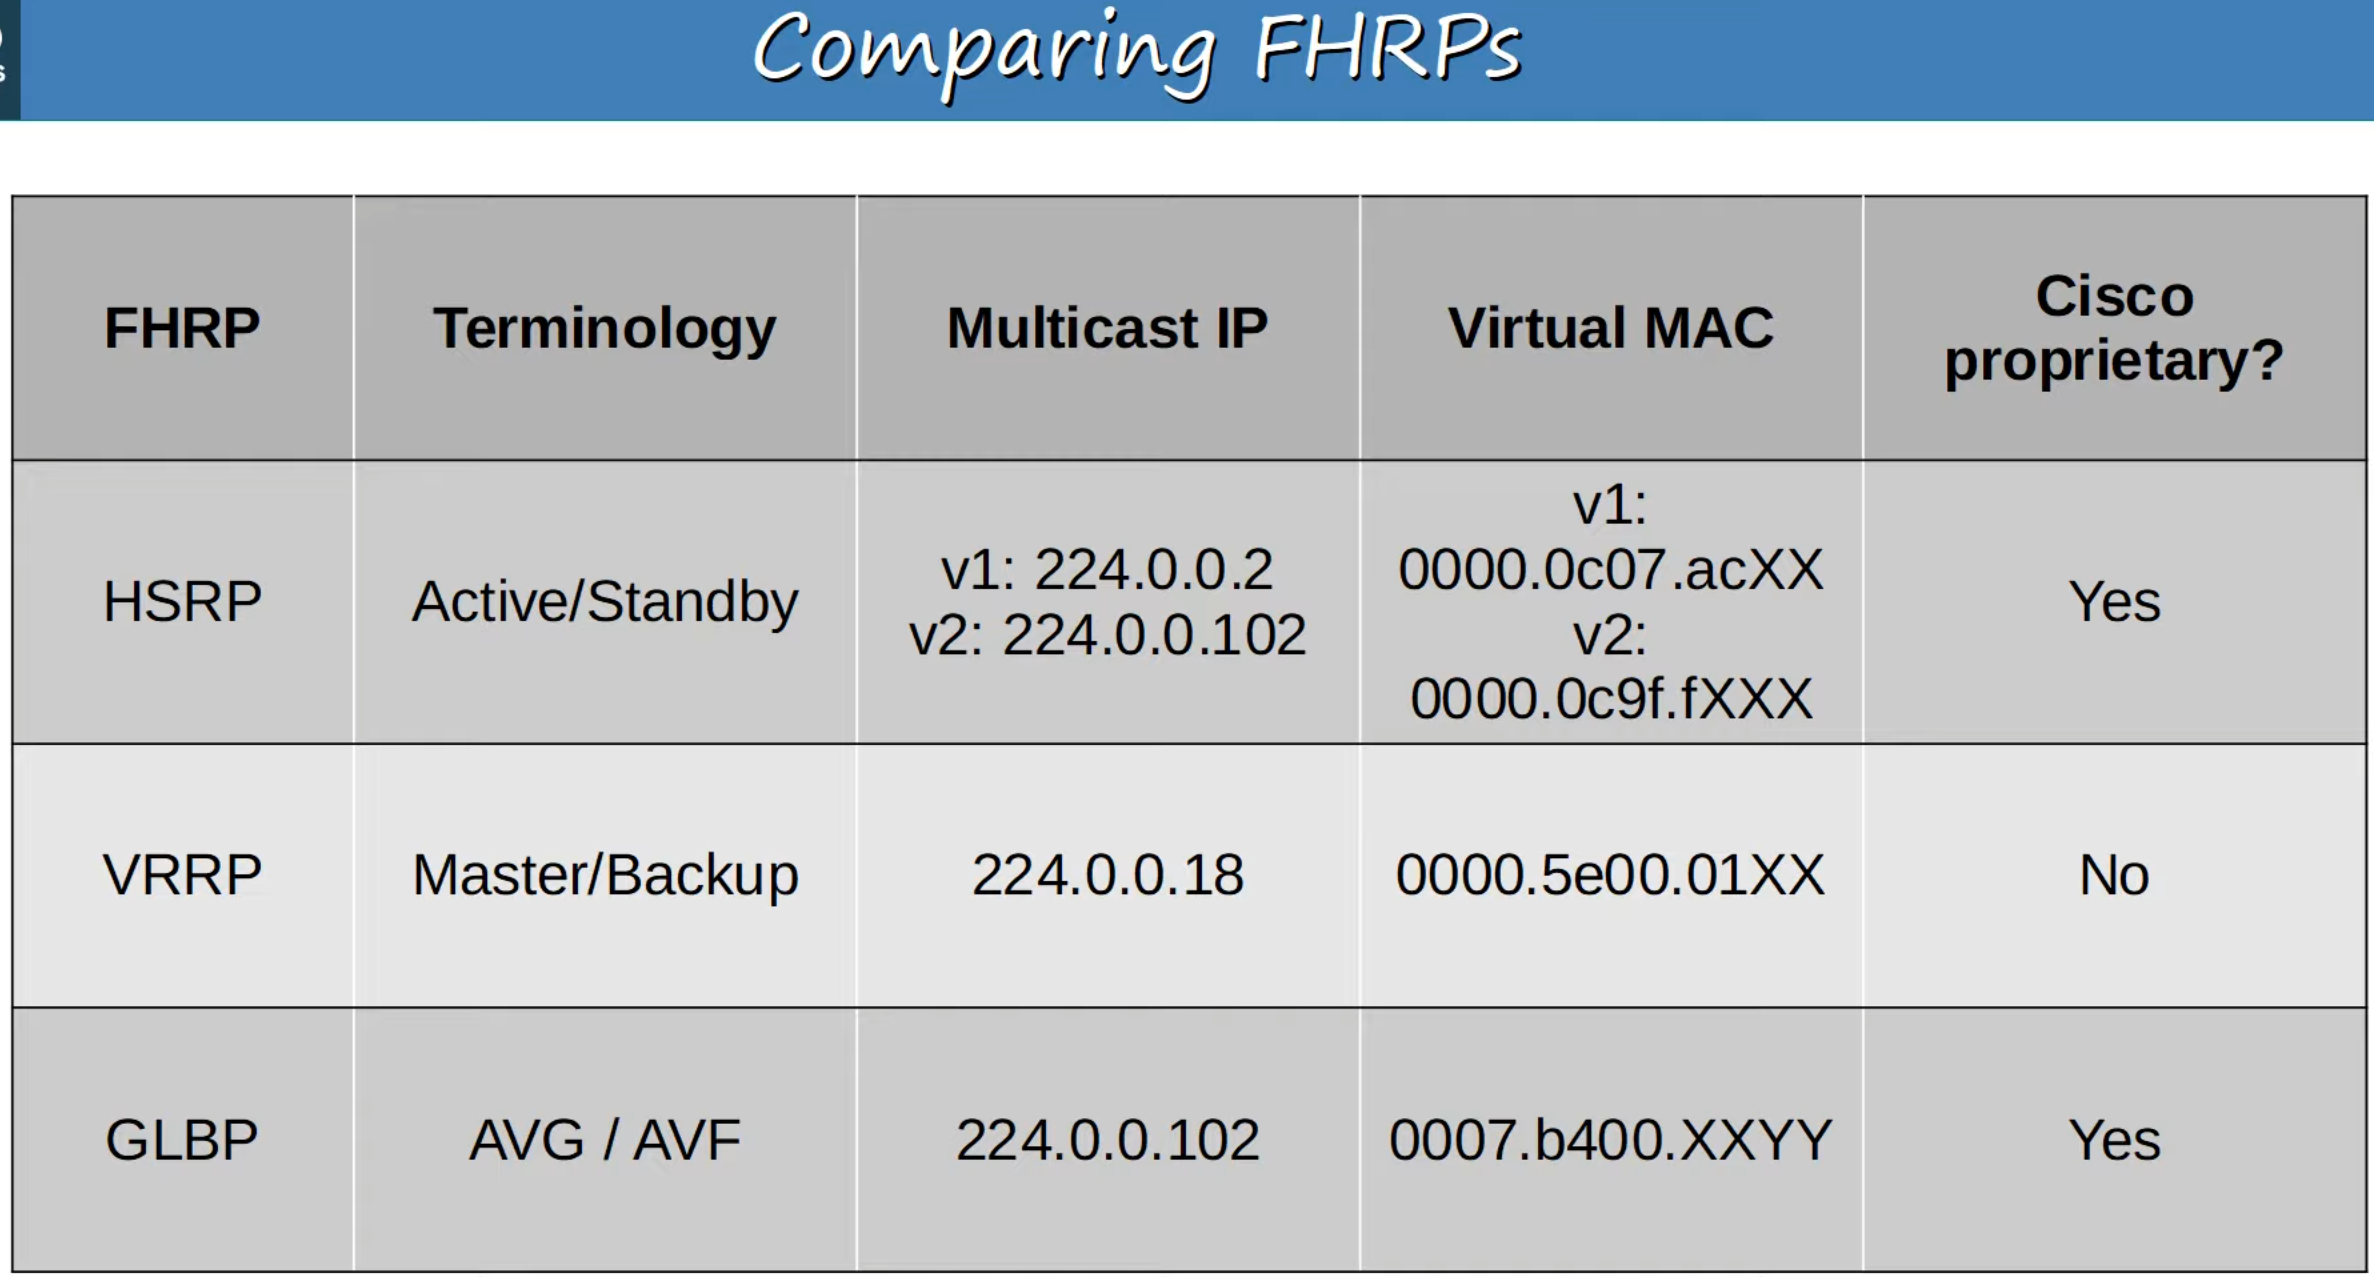 Comparing FHRPs
FHRP
Terminology
Multicast IP
Virtual MAC
Cisco
proprietary?
HSRP
Active/Standby
v1: 224.0.0.2
v2: 224.0.0.102
v1:
0000.0c07.acXX
v2:
0000.0c9f.fXXX
Yes
VRRP
Master/Backup
224.0.0.18
0000.5e00.01XX
No
GLBP
AVG / AVF
224.0.0.102
0007.b400.XXYY
Yes